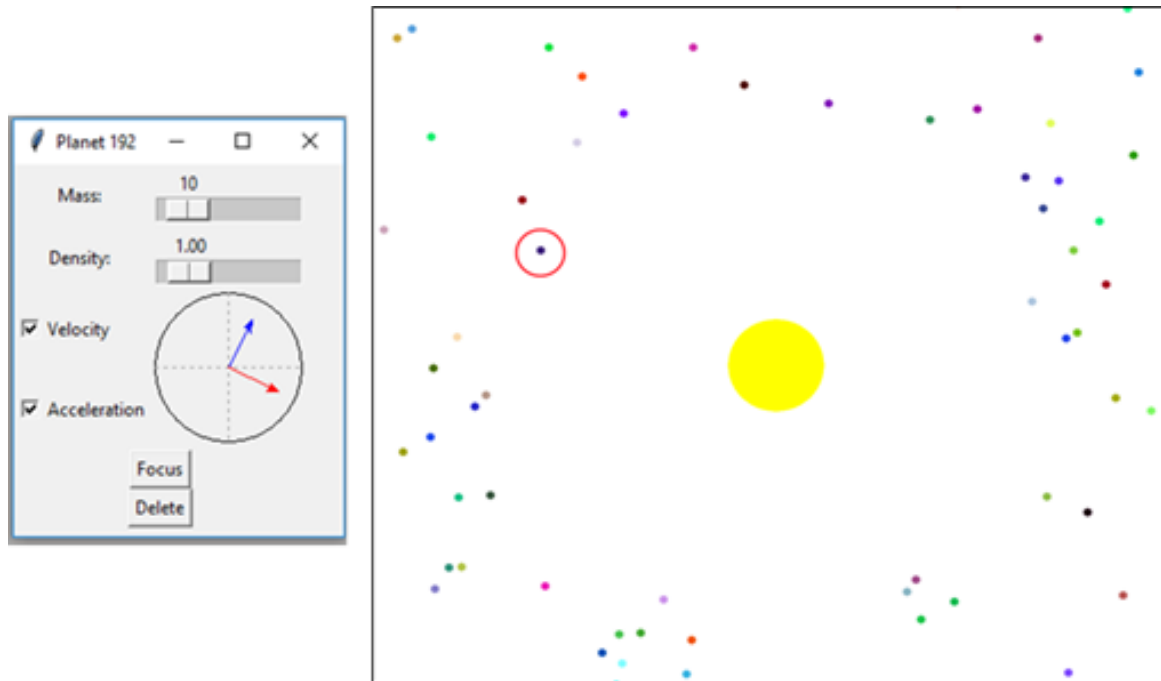 Planet 192
Mass:
10
Density:
1.00
Velocity
Acceleration
Focus
Delete